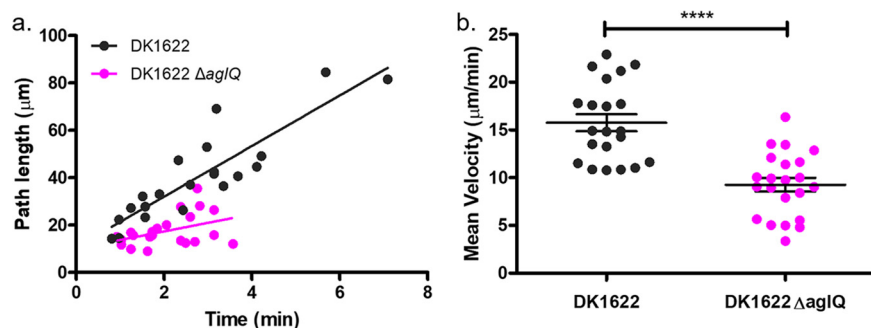 a.
DK1622
DK1622 ΔaglQ
Path length (μm)
100
80
60
40
20
0
0 2 4 6 8
Time (min)
b.
****
Mean Velocity (μm/min)
25
20
15
10
5
0
DK1622 DK1622 ΔaglQ